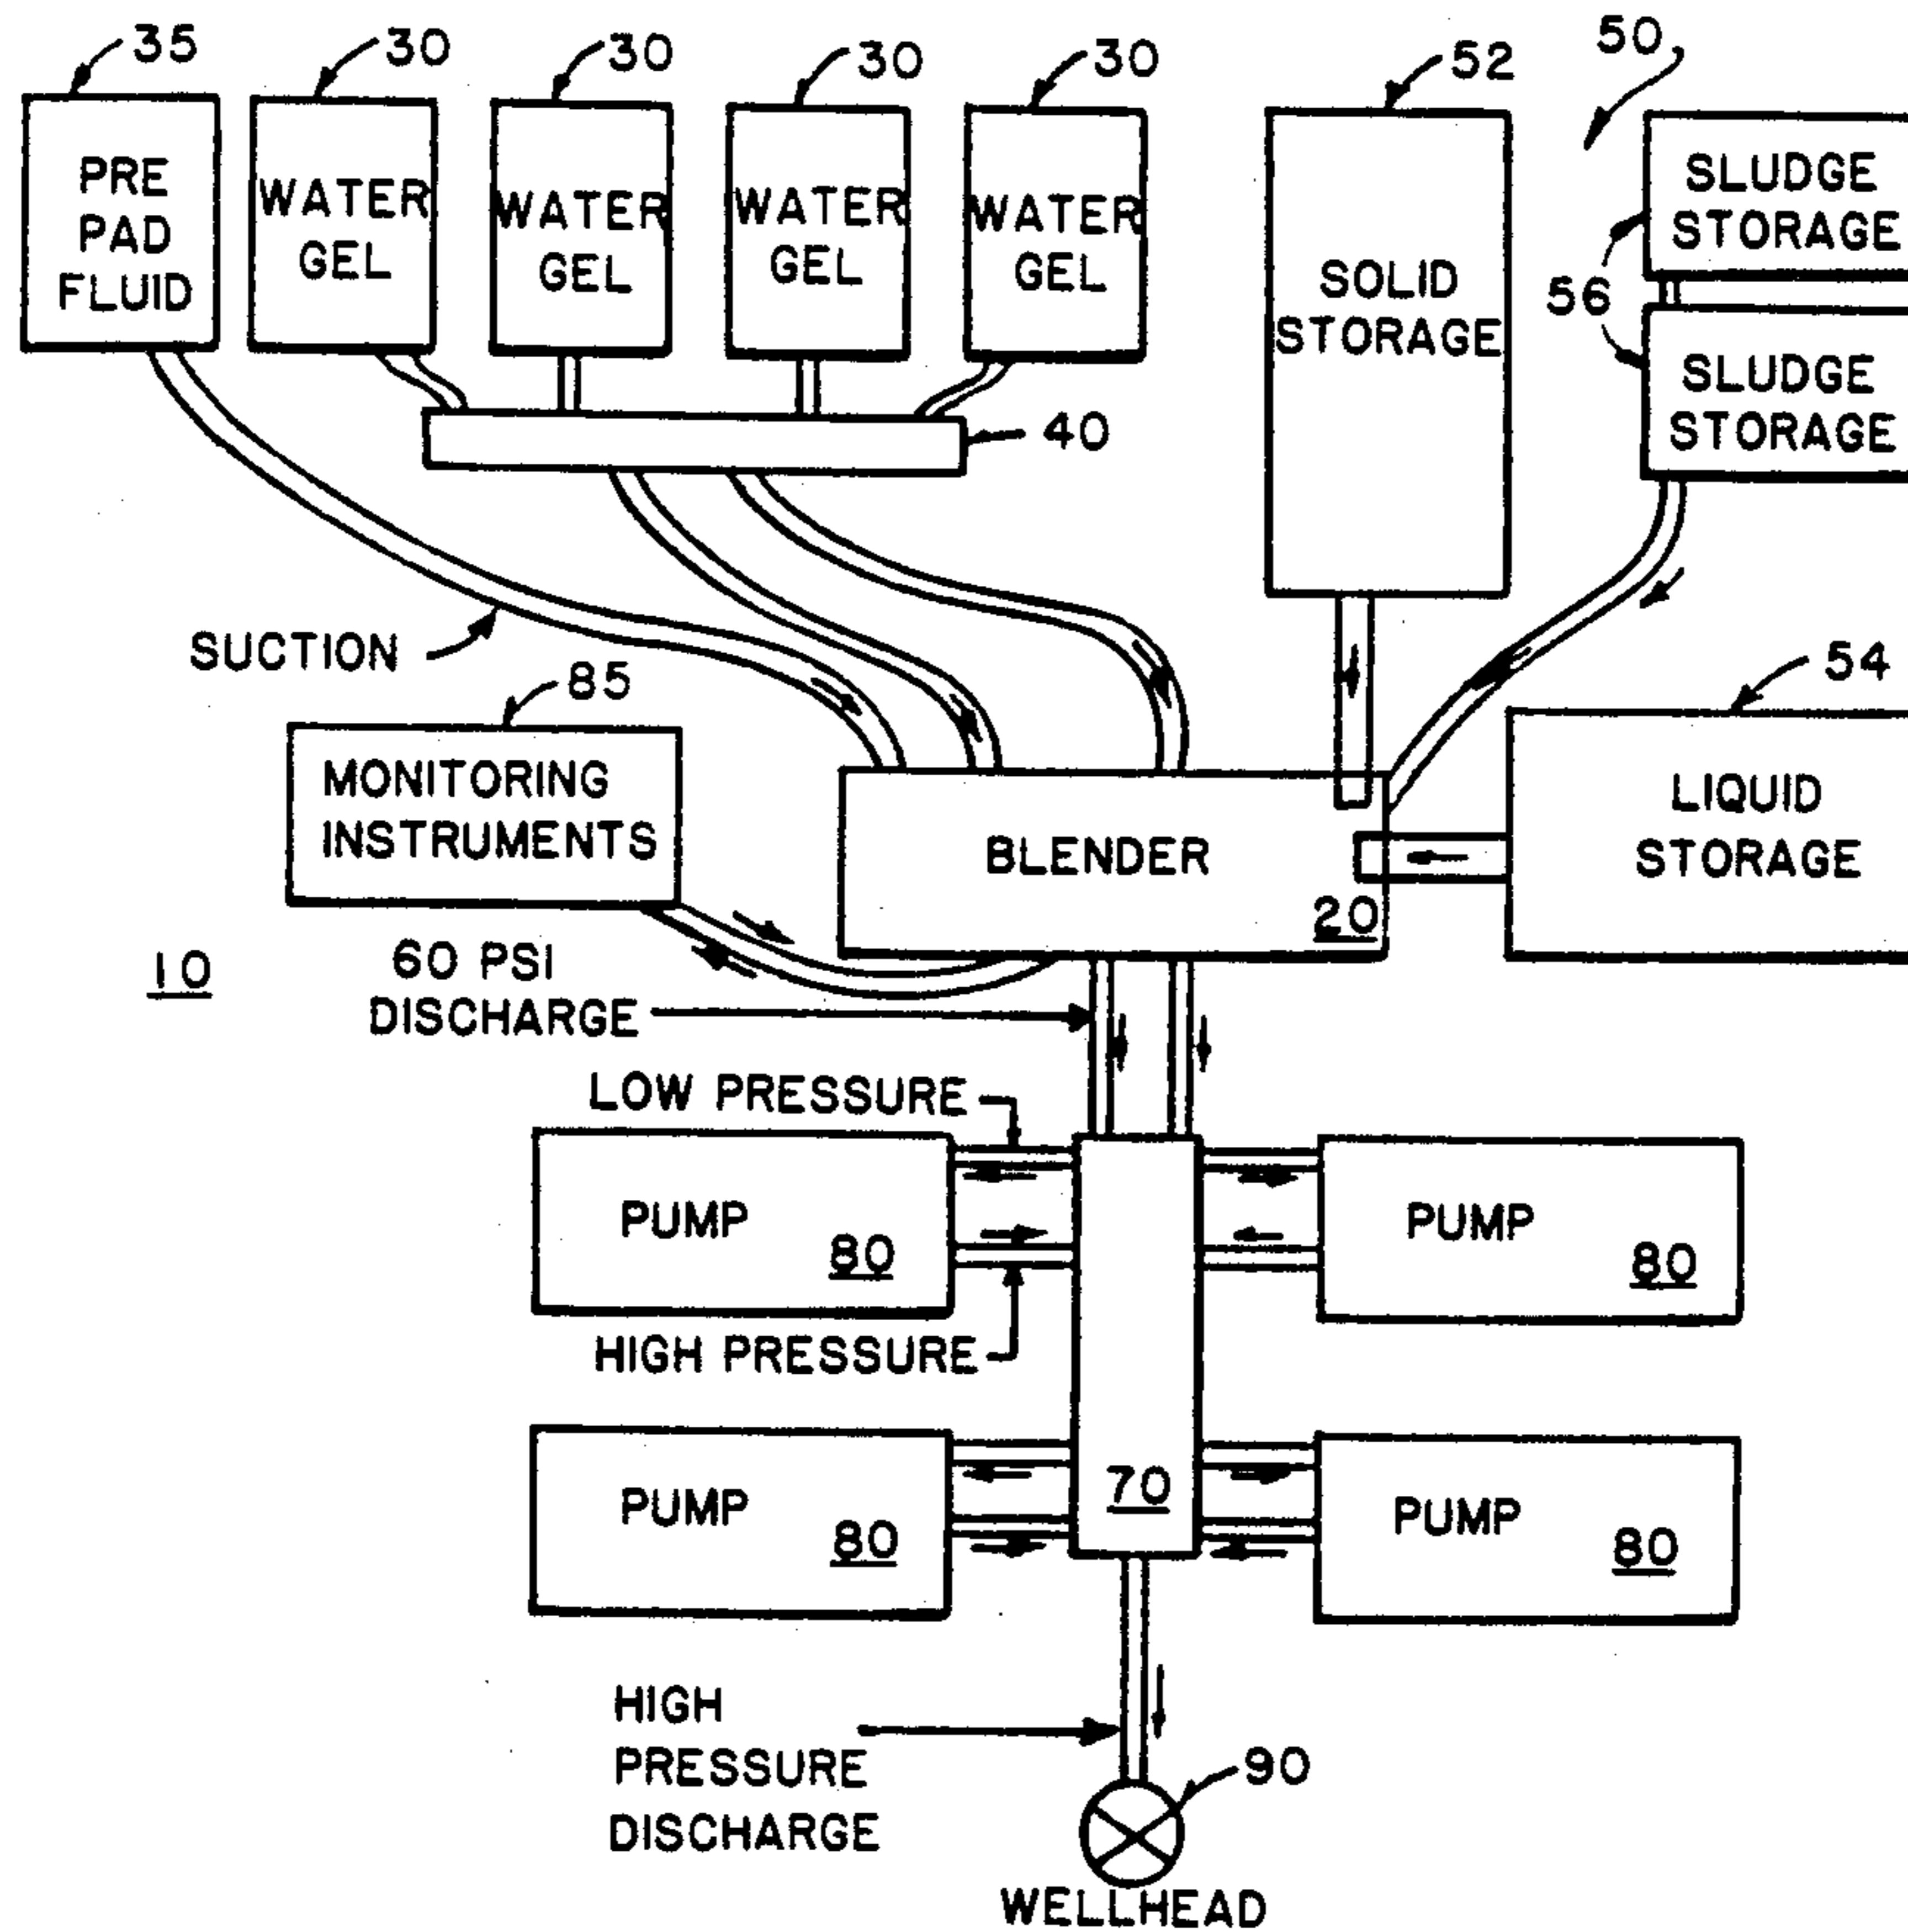 35
30
30
30
30
52
50
PRE
PAD
FLUID
WATER
GEL
WATER
GEL
WATER
GEL
WATER
GEL
SOLID
STORAGE
SLUDGE
STORAGE
56
SLUDGE
STORAGE
40
SUCTION
85
54
MONITORING
INSTRUMENTS
BLENDER
20
LIQUID
STORAGE
10
60 PSI
DISCHARGE
LOW PRESSURE
PUMP
80
PUMP
80
HIGH PRESSURE
PUMP
80
70
PUMP
80
HIGH
PRESSURE
DISCHARGE
90
WELLHEAD